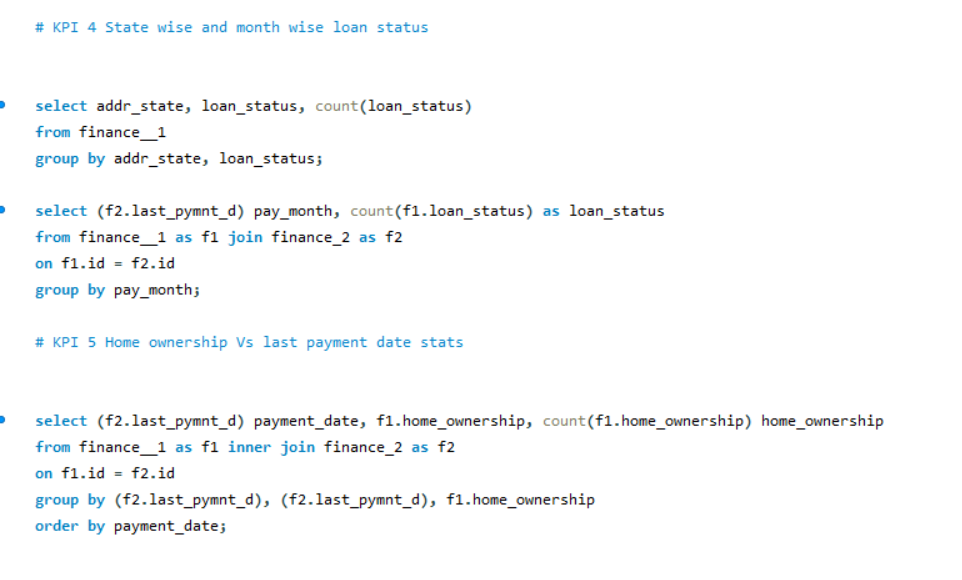 # KPI 4 State wise and month wise loan status
select addr_state, loan_status, count(loan_status)
from finance__1
group by addr_state, loan_status;
select (f2.last_pymnt_d) pay_month, count(f1.loan_status) as loan_status
from finance__1 as f1 join finance_2 as f2
on f1.id = f2.id
group by pay_month;
# KPI 5 Home ownership Vs last payment date stats
select (f2.last_pymnt_d) payment_date, f1.home_ownership, count(f1.home_ownership) home_ownership
from finance__1 as f1 inner join finance_2 as f2
on f1.id = f2.id
group by (f2.last_pymnt_d), (f2.last_pymnt_d), f1.home_ownership
order by payment_date;